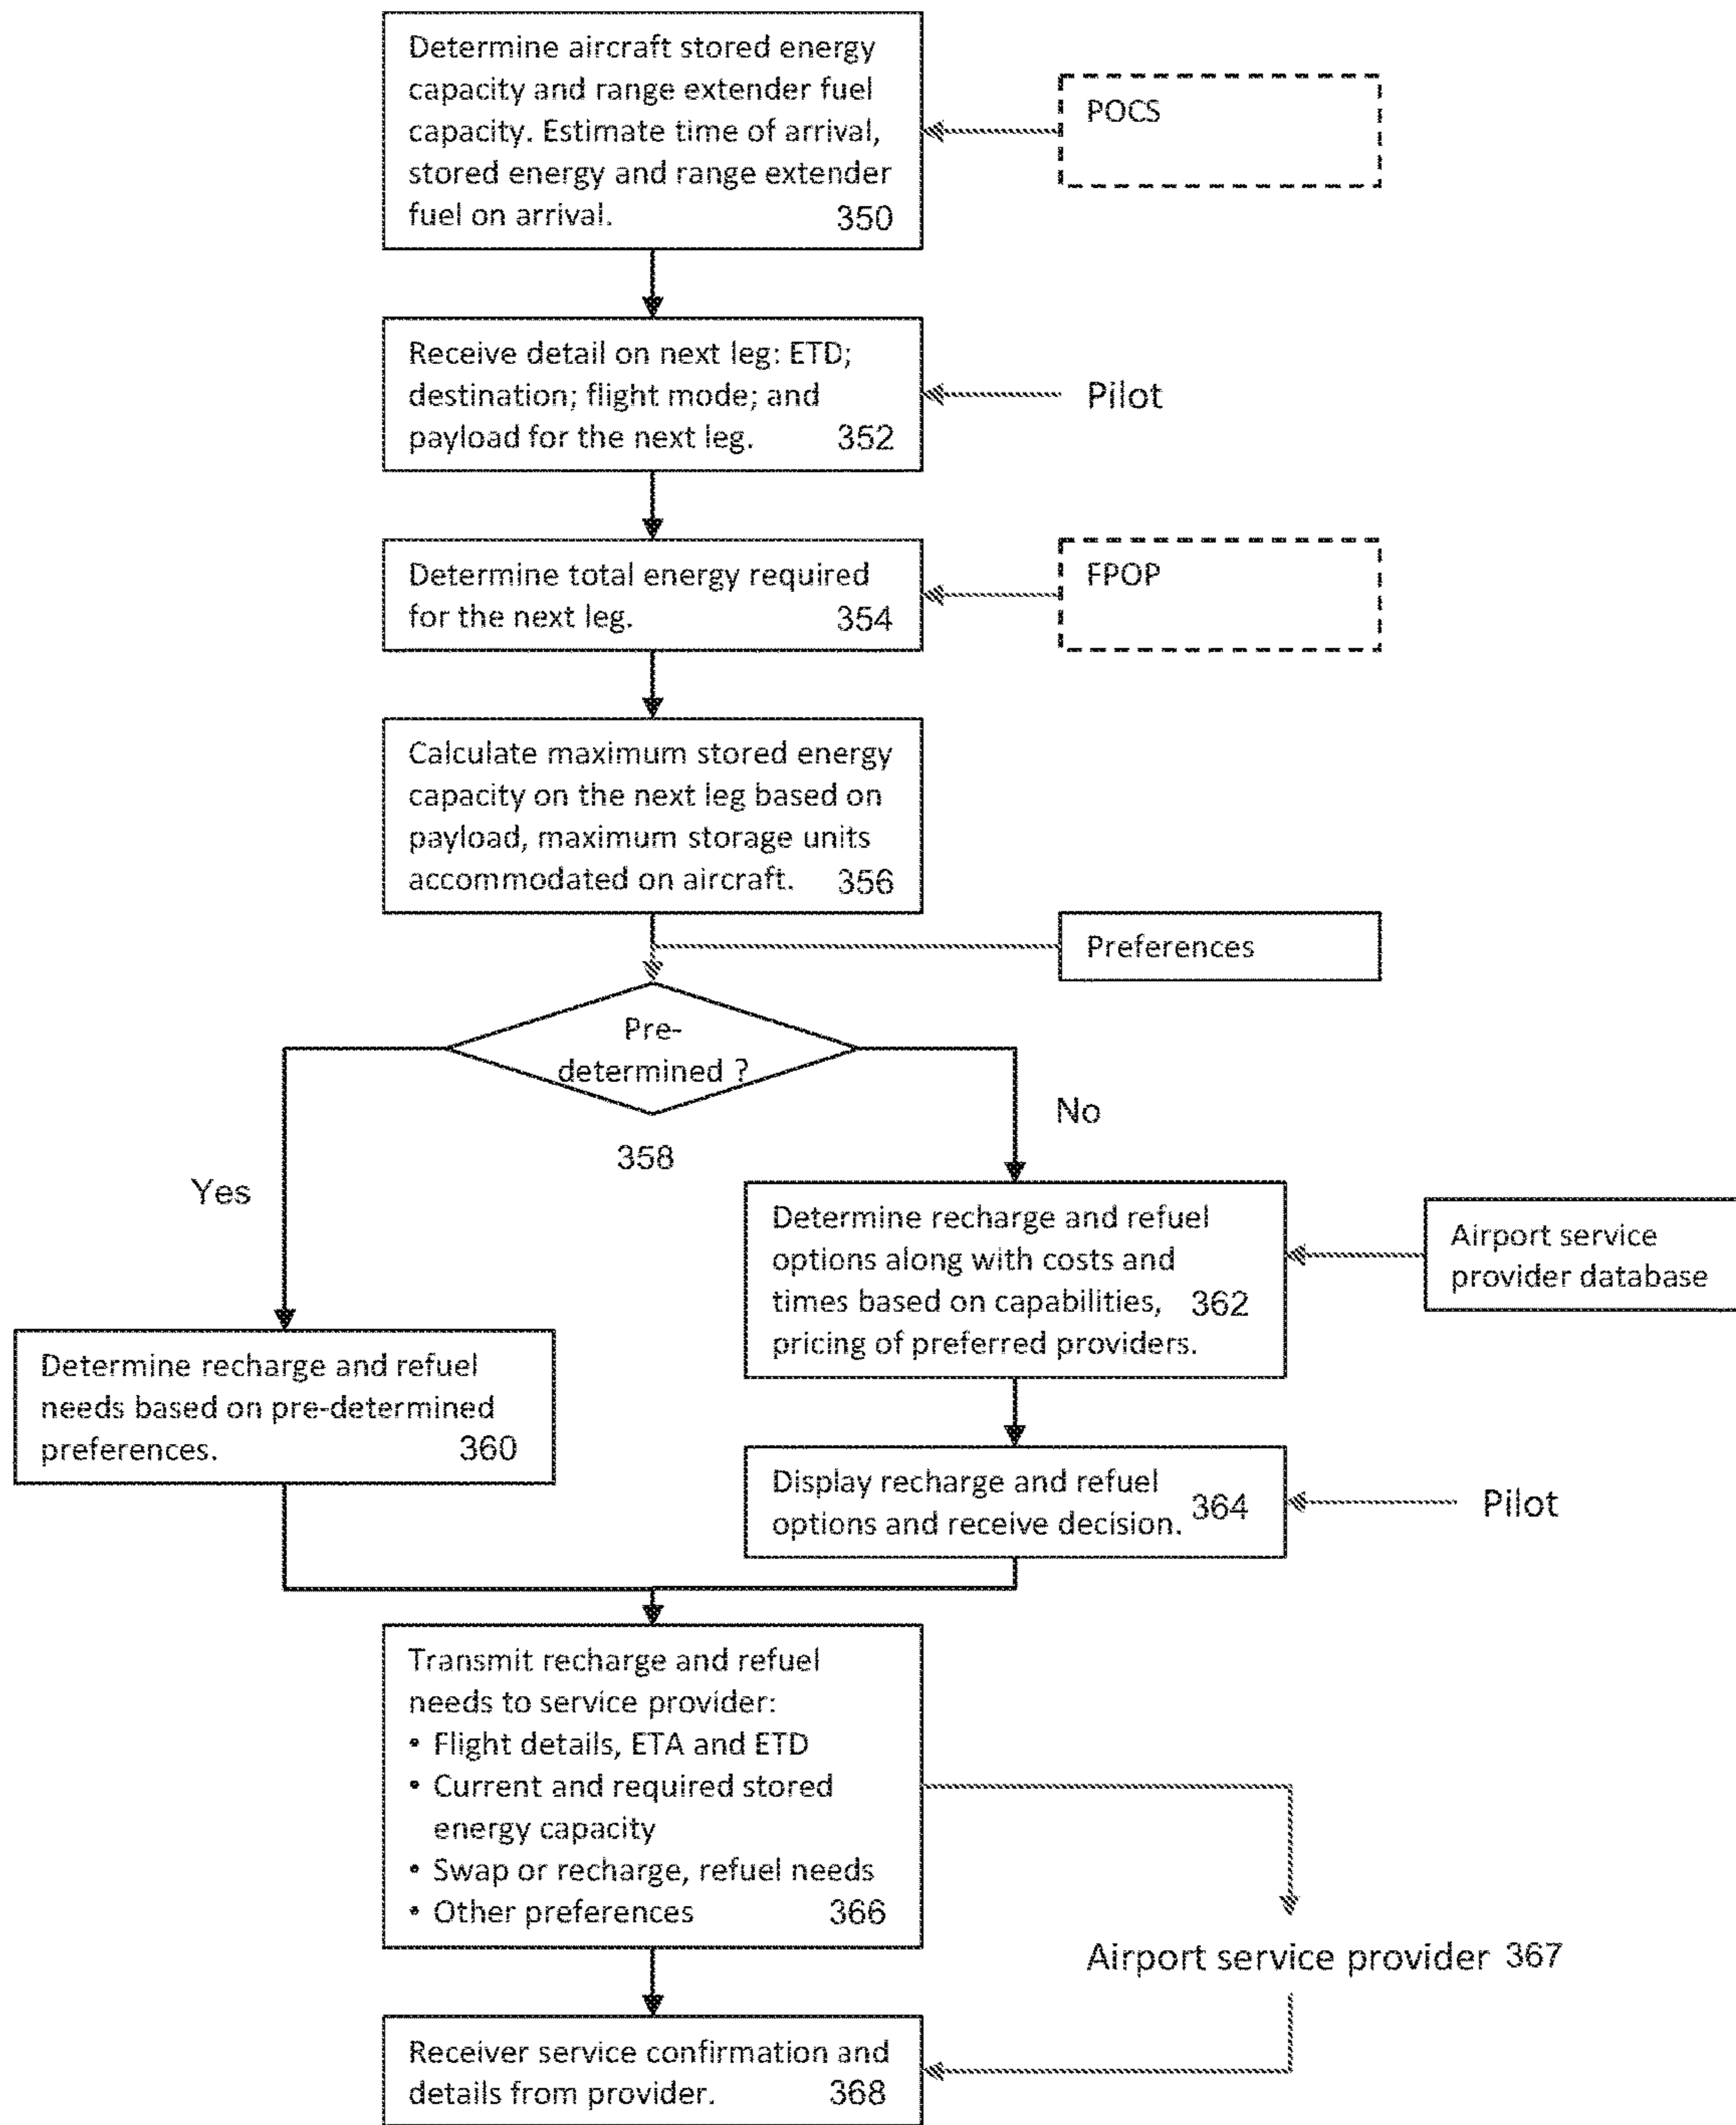 Determine aircraft stored energy
capacity and range extender fuel
capacity. Estimate time of arrival,
stored energy and range extender
fuel on arrival. 350
POCS
Receive detail on next leg: ETD;
destination; flight mode; and
payload for the next leg. 352
Pilot
Determine total energy required
for the next leg. 354
FPOP
Calculate maximum stored energy
capacity on the next leg based on
payload, maximum storage units
accommodated on aircraft. 356
Preferences
Pre-
determined ?
358
Yes
No
Determine recharge and refuel
needs based on pre-determined
preferences. 360
Determine recharge and refuel
options along with costs and
times based on capabilities, 362
pricing of preferred providers.
Airport service
provider database
Display recharge and refuel
options and receive decision. 364
Pilot
Transmit recharge and refuel
needs to service provider:
• Flight details, ETA and ETD
• Current and required stored
energy capacity
• Swap or recharge, refuel needs
• Other preferences 366
Airport service provider 367
Receiver service confirmation and
details from provider. 368